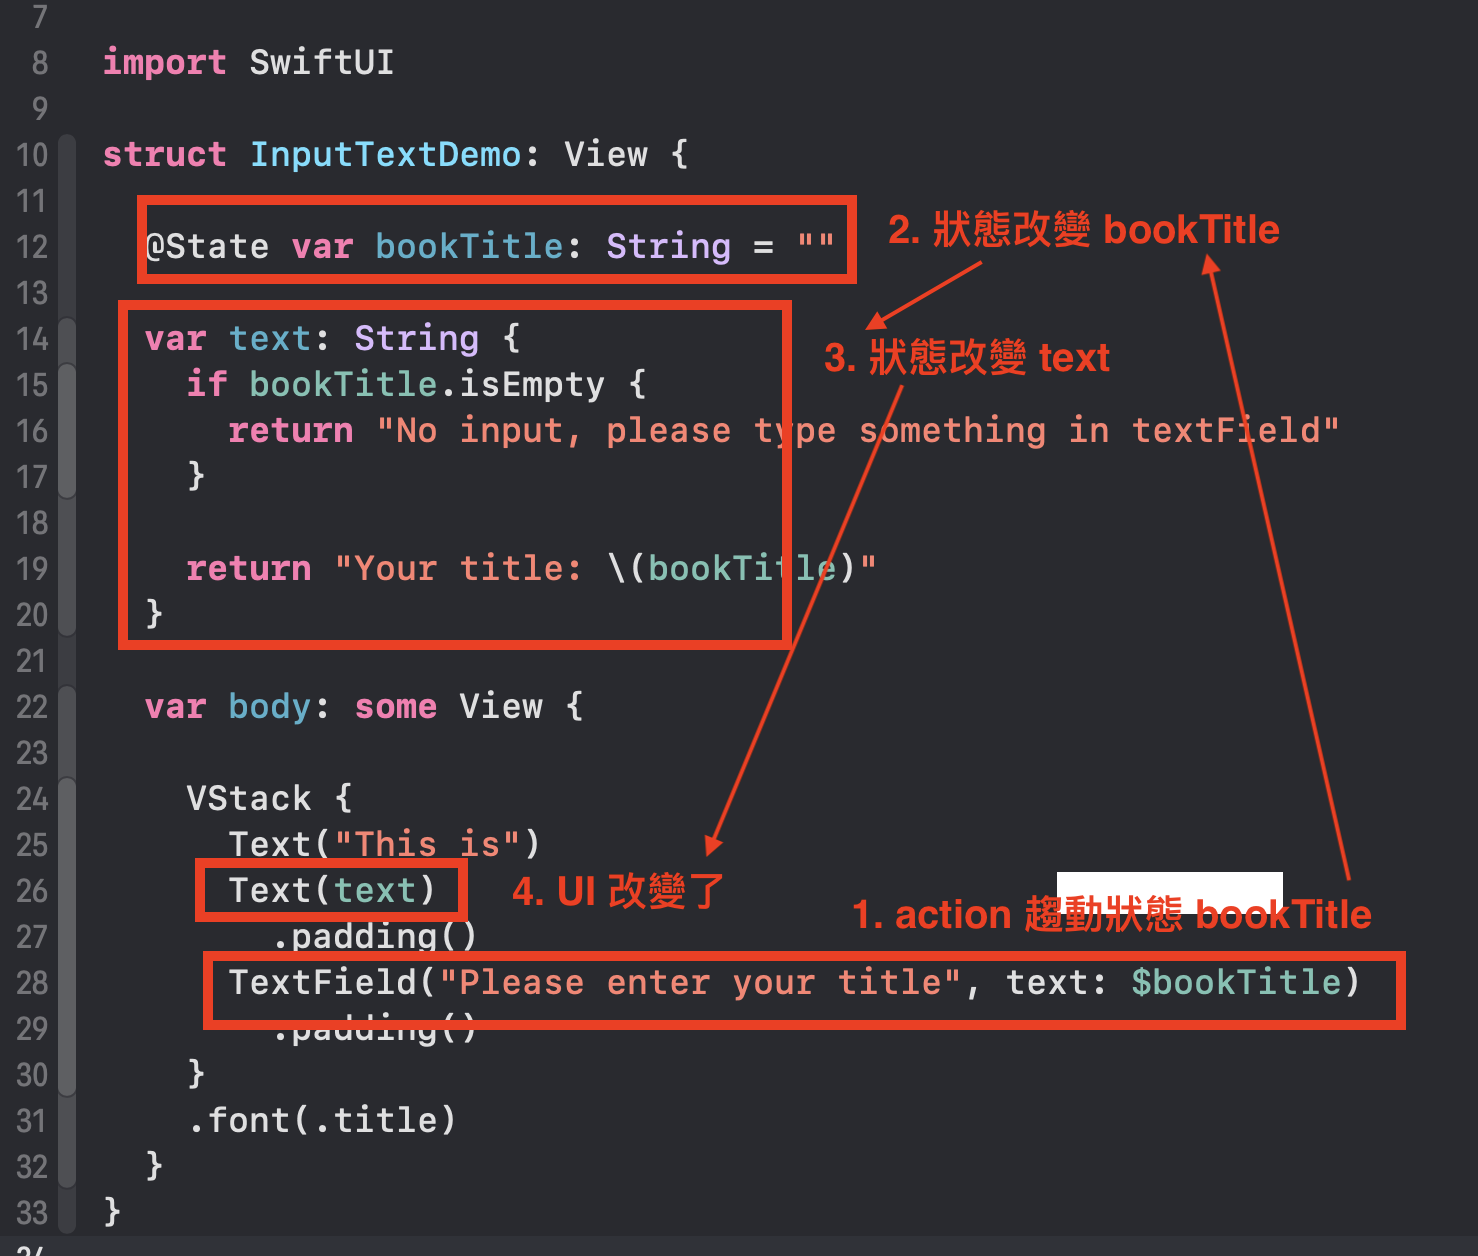 7
8 import SwiftUI
9
10 struct InputTextDemo: View {
11
12 @State var bookTitle: String = ""
2. 狀態改變 bookTitle
13
14 var text: String {
3. 狀態改變 text
15 if bookTitle.isEmpty {
16 return "No input, please type something in textField"
17 }
18
19 return "Your title: \(bookTitle)"
20 }
21
22 var body: some View {
23
24 VStack {
25 Text("This is")
26 Text(text)
4. UI 改變了
1. action 趨動狀態 bookTitle
27 .padding()
28 TextField("Please enter your title", text: $bookTitle)
29 .padding()
30 }
31 .font(.title)
32 }
33 }